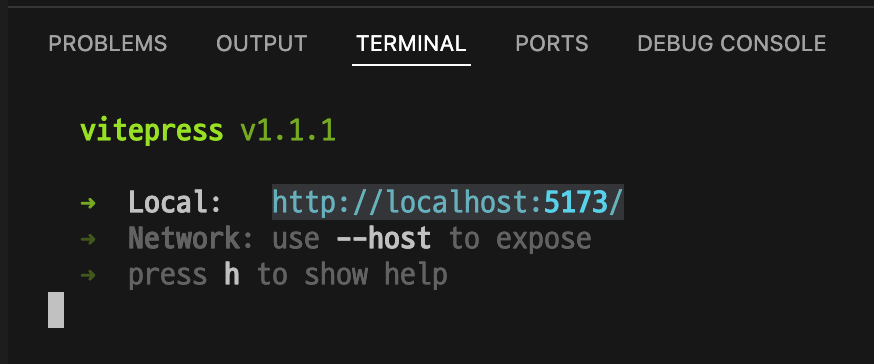 PROBLEMS OUTPUT TERMINAL PORTS DEBUG CONSOLE
vitepress v1.1.1
➜ Local: http://localhost:5173/
➜ Network: use --host to expose
➜ press h to show help